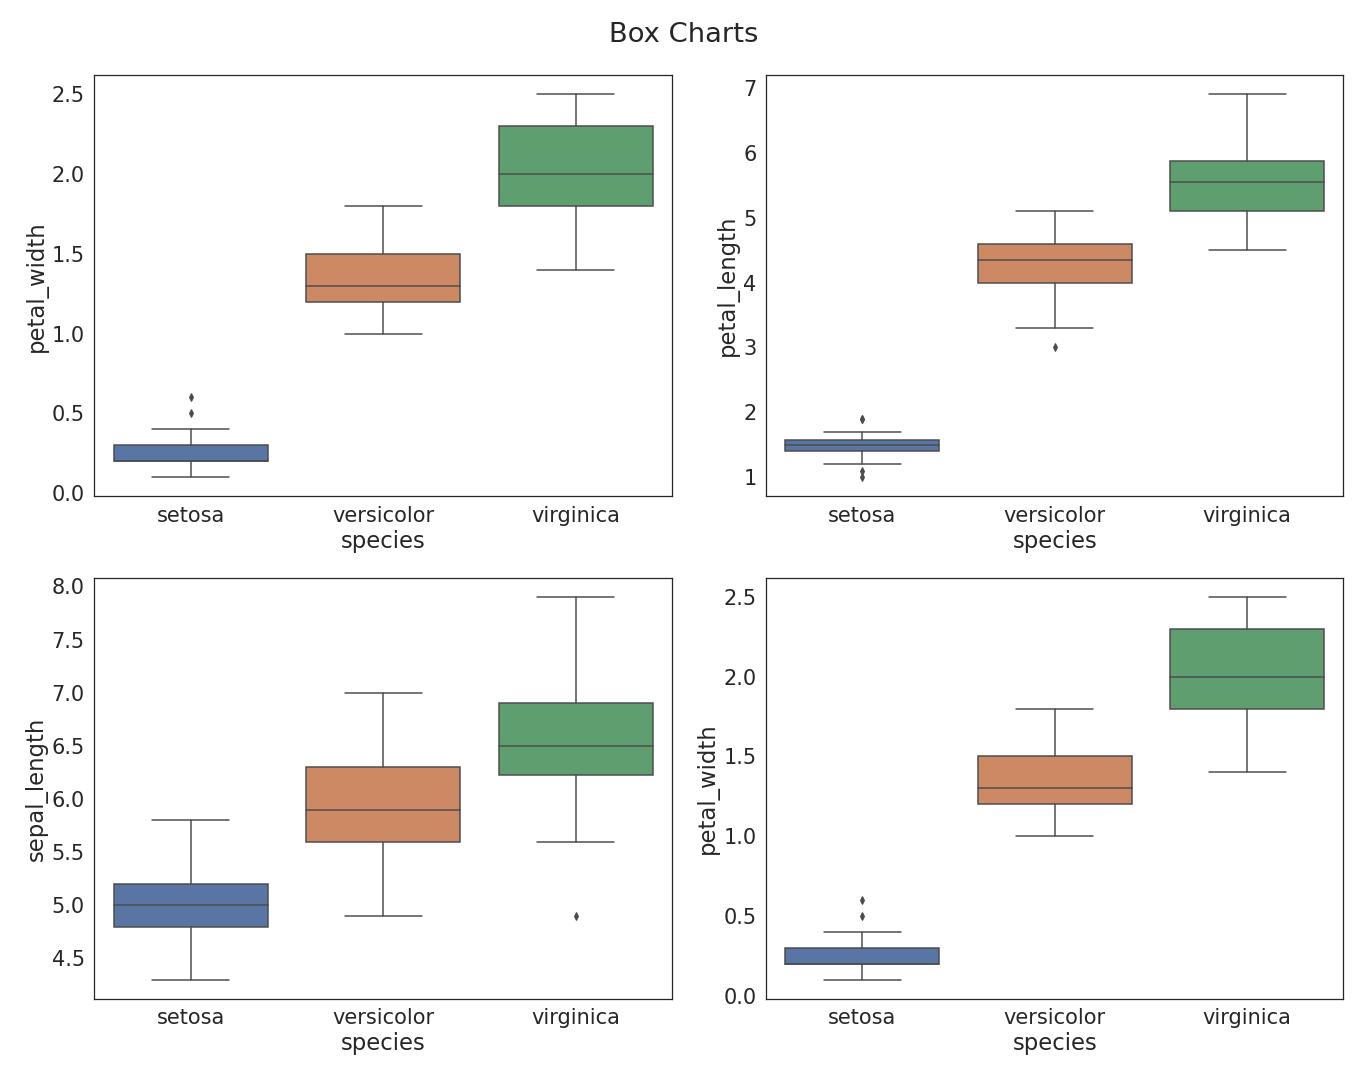 Box Charts
petal_width
2.5
2.0
1.5
1.0
0.5
0.0
setosa versicolor virginica
species
petal_length
7
6
5
4
3
2
1
setosa versicolor virginica
species
sepal_length
8.0
7.5
7.0
6.5
6.0
5.5
5.0
4.5
setosa versicolor virginica
species
petal_width
2.5
2.0
1.5
1.0
0.5
0.0
setosa versicolor virginica
species